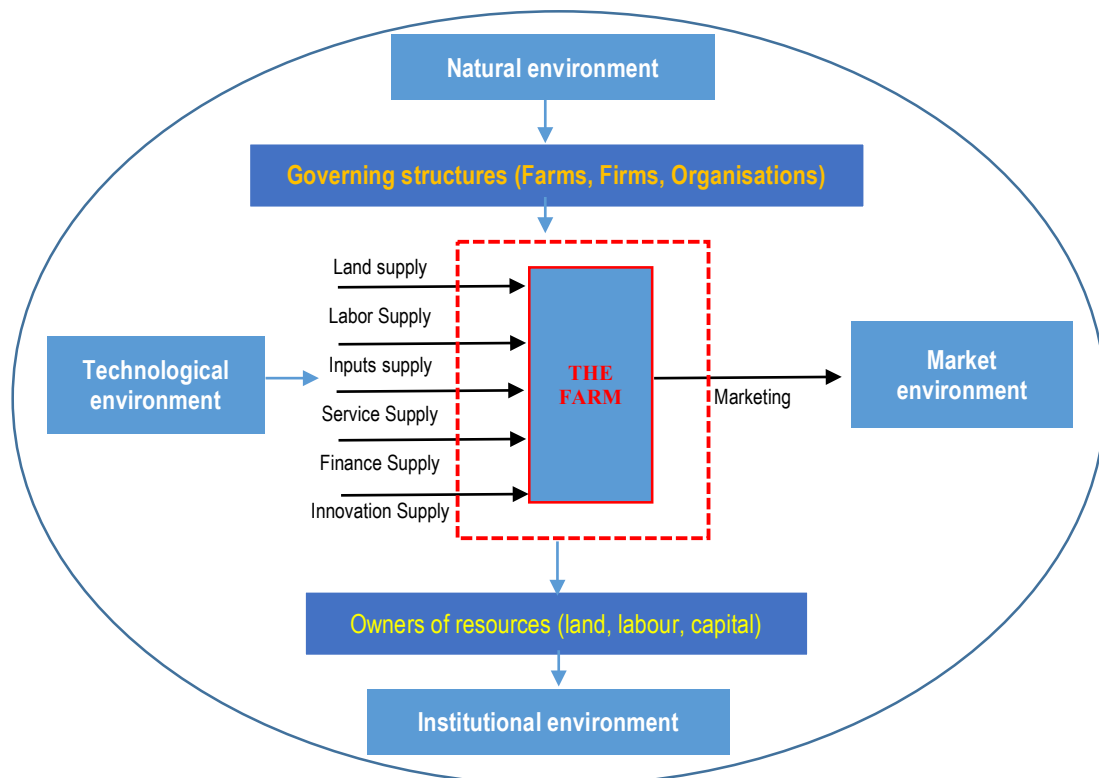 Natural environment
Governing structures (Farms, Firms, Organisations)
Land supply
Labor Supply
Inputs supply
Service Supply
Finance Supply
Innovation Supply
Technological
environment
THE
FARM
Marketing
Market
environment
Owners of resources (land, labour, capital)
Institutional environment